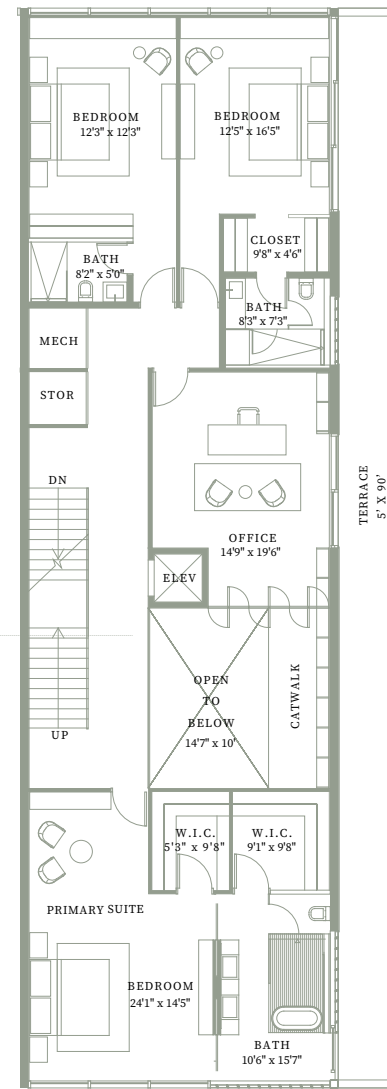 BEDROOM
12'3" x 12'3"
BEDROOM
12'5" x 16'5"
CLOSET
9'8" x 4'6"
BATH
8'2" x 5'0"
BATH
8'3" x 7'3"
MECH
STOR
TERRACE
5' X 90'
DN
OFFICE
14'9" x 19'6"
ELEV
OPEN
TO
BELOW
14'7" x 10'
CATWALK
UP
W.I.C.
5'3" x 9'8"
W.I.C.
9'1" x 9'8"
PRIMARY SUITE
BEDROOM
24'1" x 14'5"
BATH
10'6" x 15'7"